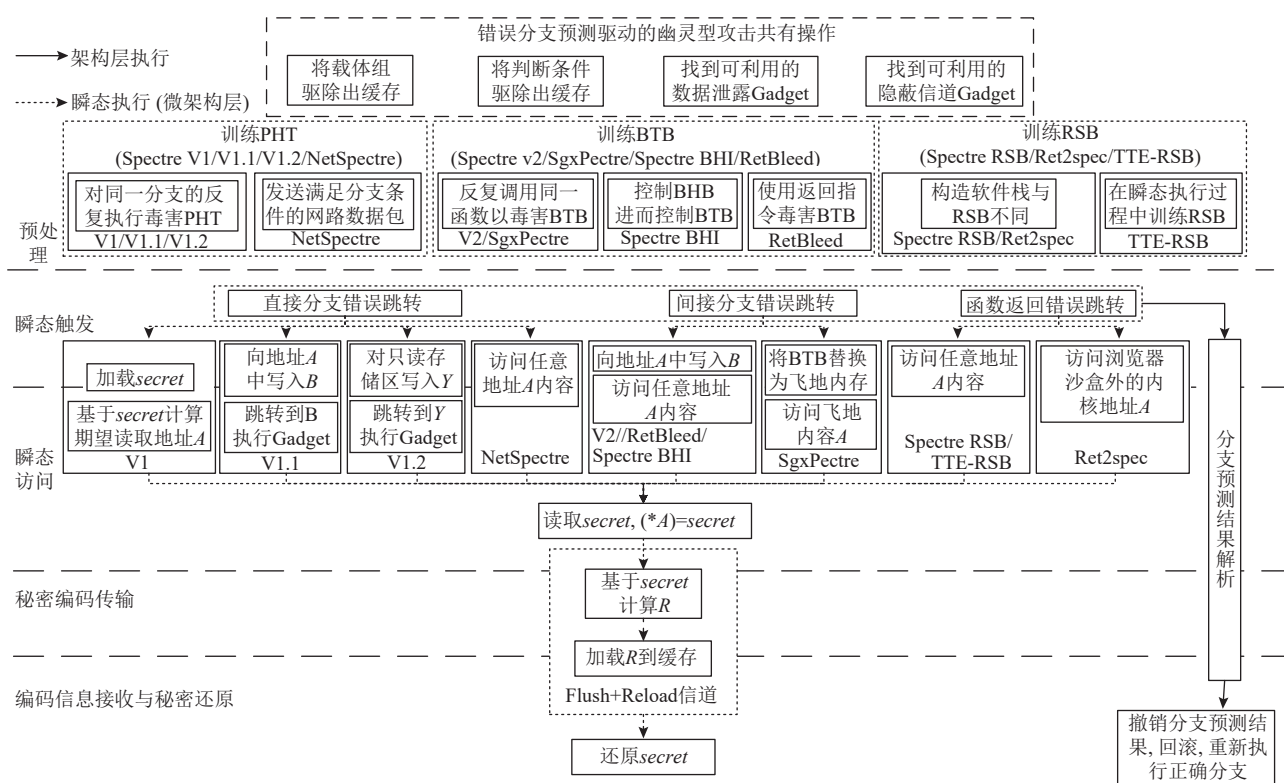 错误分支预测驱动的幽灵型攻击共有操作
架构层执行
瞬态执行 (微架构层)
将载体组
驱除出缓存
将判断条件
驱除出缓存
找到可利用的
数据泄露Gadget
找到可利用的
隐蔽信道Gadget
训练PHT
(Spectre V1/V1.1/V1.2/NetSpectre)
对同一分支的反
复执行毒害PHT
V1/V1.1/V1.2
发送满足分支条
件的网路数据包
NetSpectre
训练BTB
(Spectre v2/SgxPectre/Spectre BHI/RetBleed)
反复调用同一
函数以毒害BTB
V2/SgxPectre
控制BHB
进而控制BTB
Spectre BHI
使用返回指
令毒害BTB
RetBleed
训练RSB
(Spectre RSB/Ret2spec/TTE-RSB)
构造软件栈与
RSB不同
Spectre RSB/Ret2spec
在瞬态执行过
程中训练RSB
TTE-RSB
预处
理
瞬态触发
直接分支错误跳转
间接分支错误跳转
函数返回错误跳转
瞬态
访问
加载secret
基于secret计算
期望读取地址A
V1
向地址A
中写入B
跳转到B
执行Gadget
V1.1
对只读存
储区写入Y
跳转到Y
执行Gadget
V1.2
访问任意
地址A内容
NetSpectre
向地址A中写入B
访问任意地址
A内容
V2//RetBleed/
Spectre BHI
将BTB替换
为飞地内存
访问飞地
内容A
SgxPectre
访问任意地址
A内容
Spectre RSB/
TTE-RSB
访问浏览器
沙盒外的内
核地址A
Ret2spec
分支预测结果解析
读取secret, (*A)=secret
秘密编码传输
基于secret
计算R
加载R到缓存
Flush+Reload信道
编码信息接收与秘密还原
还原secret
撤销分支预测结
果, 回滚, 重新执
行正确分支